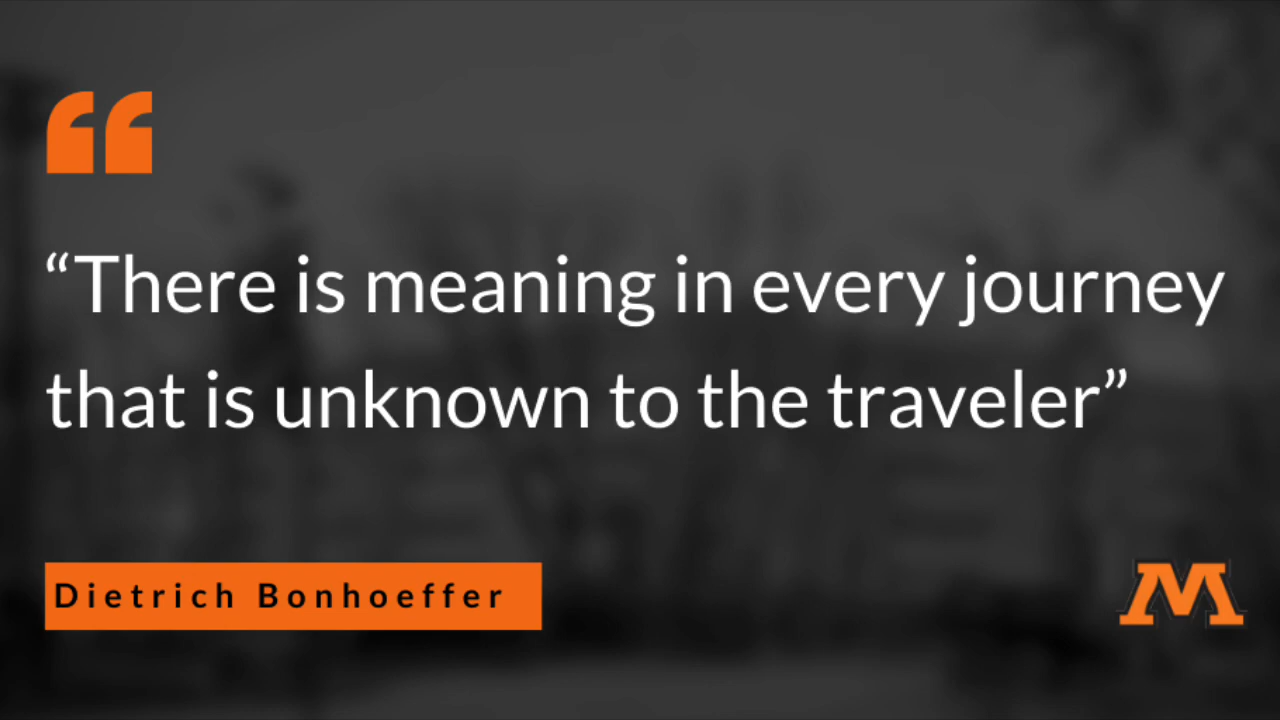 “There is meaning in every journey
that is unknown to the traveler”
Dietrich Bonhoeffer
M